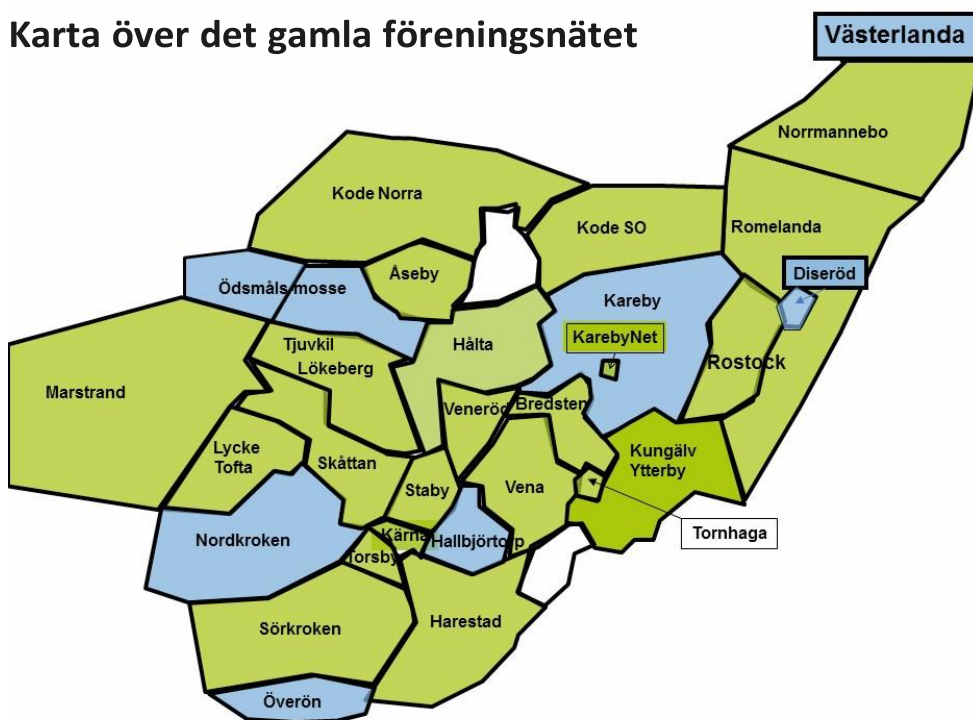 Karta över det gamla föreningsnätet
Västerlanda
Norrmannebo
Kode Norra
Kode SO
Romelanda
Åseby
Diseröd
Ödsmåls mosse
Kareby
KarebyNet
Tjuvkil
Hålta
Lökeberg
Rostock
Marstrand
Veneröd
Bredsten
Lycke
Tofta
Skåttan
Kungälv
Ytterby
Staby
Vena
Nordkroken
Kärna
Hallbjörtorp
Tornhaga
Torsby
Sörkroken
Harestad
Överön